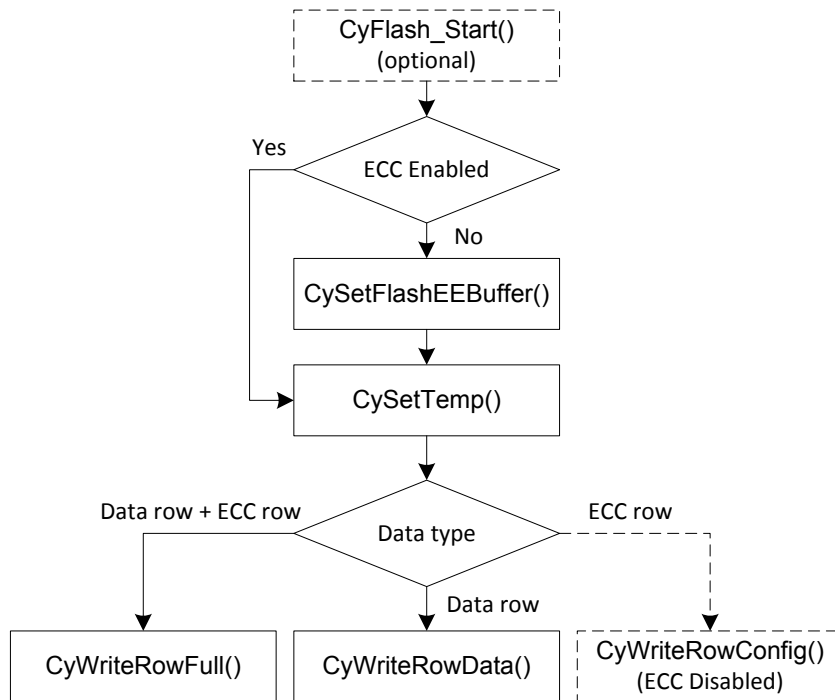 CyFlash_Start()
(optional)
Yes
ECC Enabled
No
CySetFlashEEBuffer()
CySetTemp()
Data row + ECC row
ECC row
Data type
Data row
CyWriteRowFull()
CyWriteRowData()
CyWriteRowConfig()
(ECC Disabled)